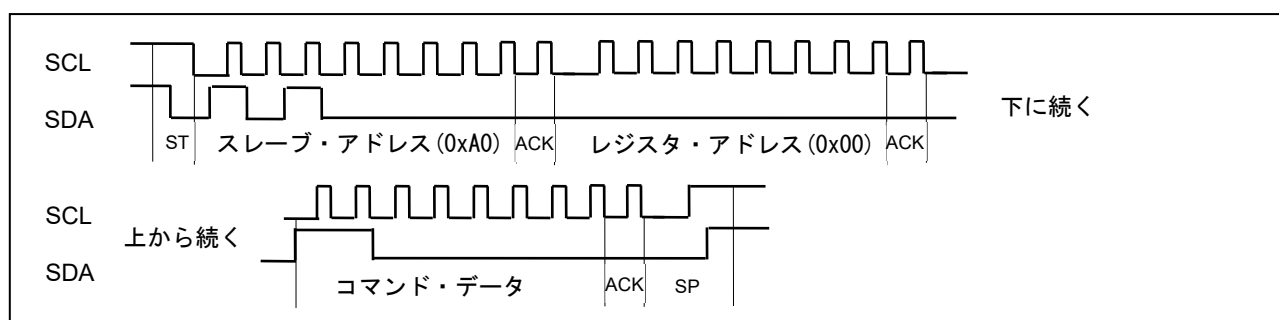 SCL
SDA
ST スレーブ・アドレス(0xA0) ACK レジスタ・アドレス(0x00) ACK
下に続く
上から続く
SCL
SDA
コマンド・データ ACK SP